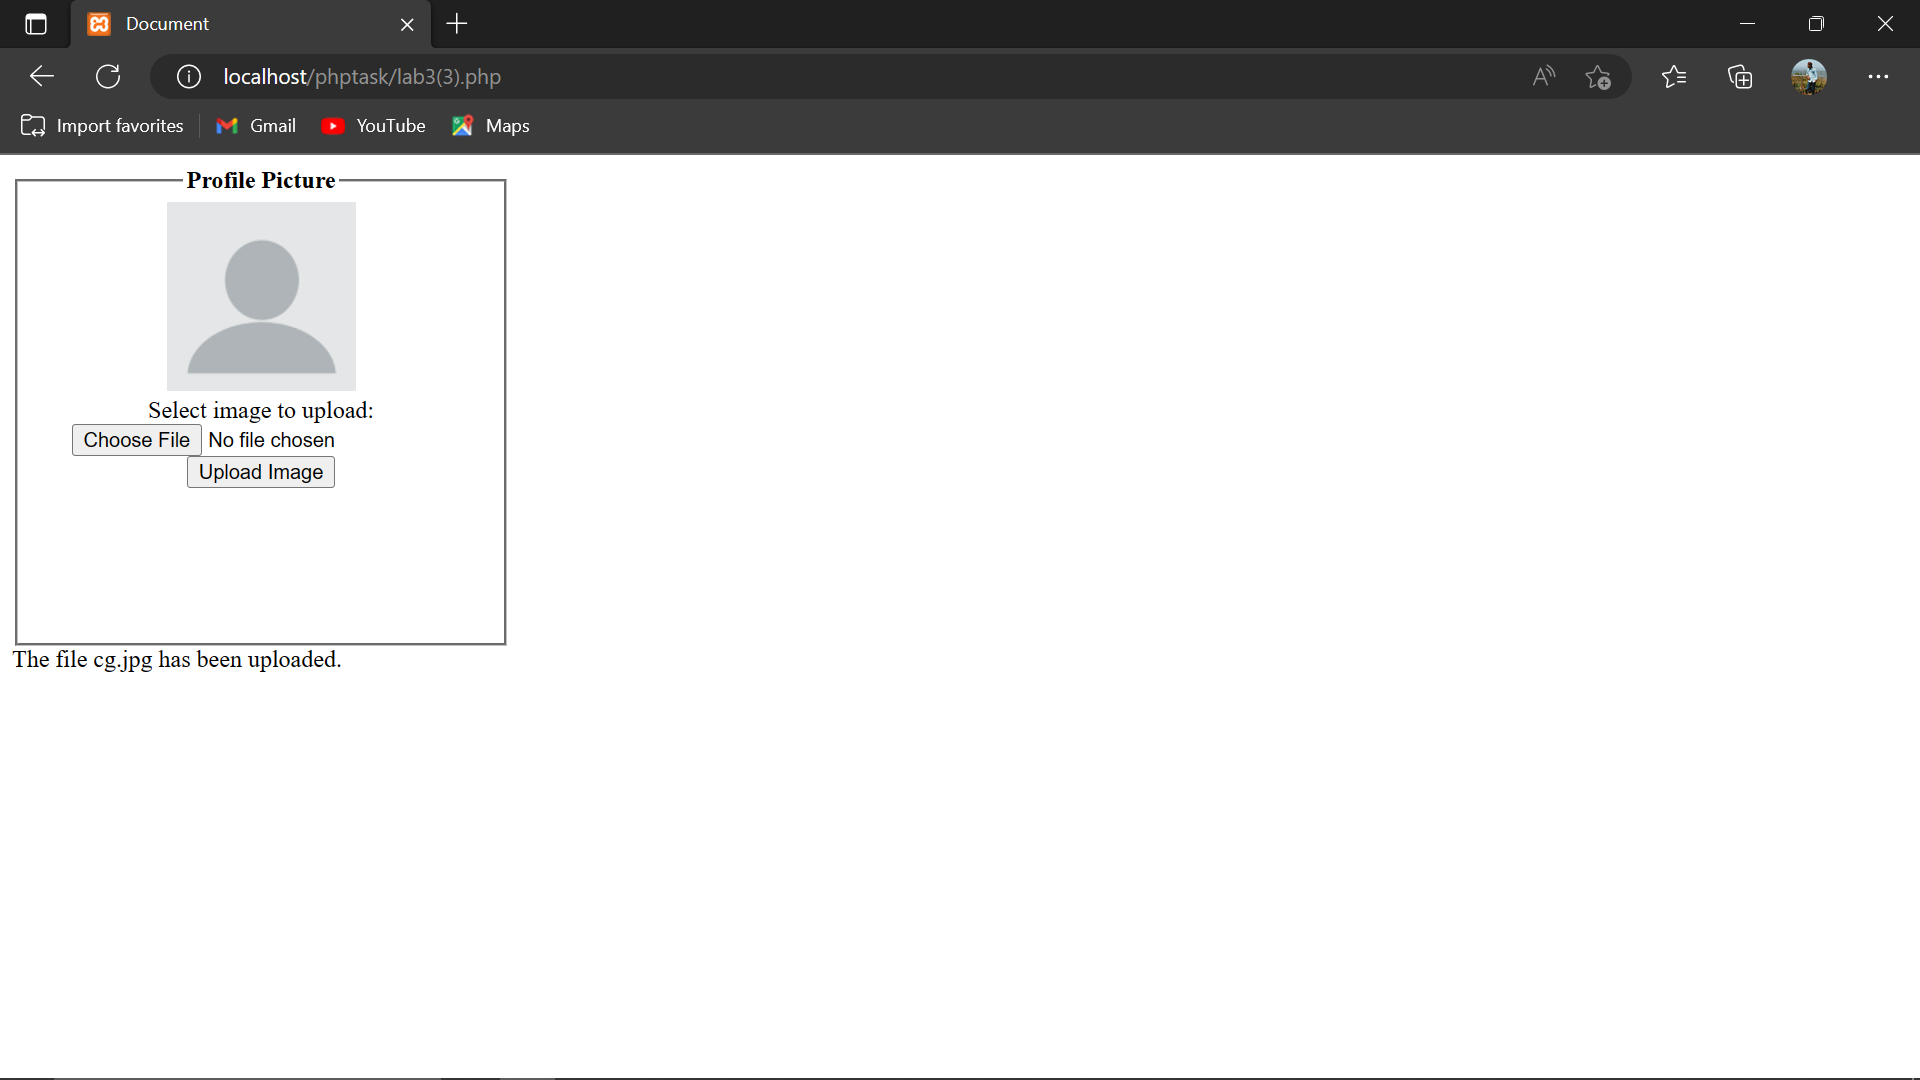 Document
localhost/phptask/lab3(3).php
Import favorites Gmail YouTube Maps
Profile Picture
Select image to upload:
Choose File No file chosen
Upload Image
The file cg.jpg has been uploaded.